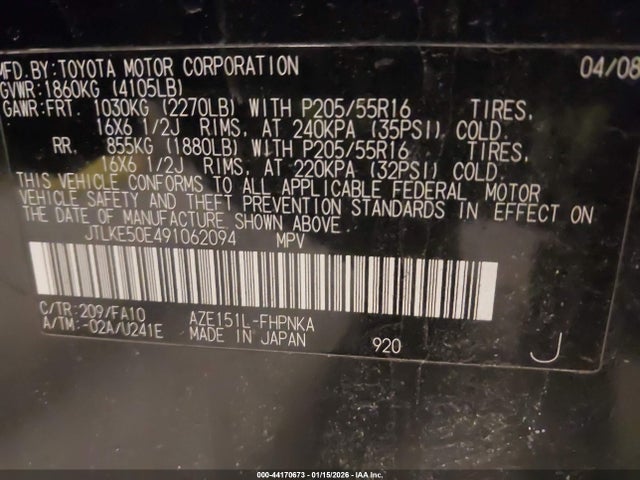 MFD.BY:TOYOTA MOTOR CORPORATION 04/08
GVWR:1860KG (4105LB)
GAWR:FRT 1030KG (2270LB) WITH P205/55R16 TIRES,
16X6 1/2J RIMS, AT 240KPA (35PSI) COLD.
RR. 855KG (1880LB) WITH P205/55R16 TIRES,
16X6 1/2J RIMS, AT 220KPA (32PSI) COLD.
THIS VEHICLE CONFORMS TO ALL APPLICABLE FEDERAL MOTOR
VEHICLE SAFETY AND THEFT PREVENTION STANDARDS IN EFFECT ON
THE DATE OF MANUFACTURE SHOWN ABOVE.
JTLKE50E491062094 MPV
C/TR:209/FA10 AZE151L-FHPNKA
A/TM:-02A/U241E MADE IN JAPAN 920 J
000-44170673 - 01/15/2026 - IAA Inc.